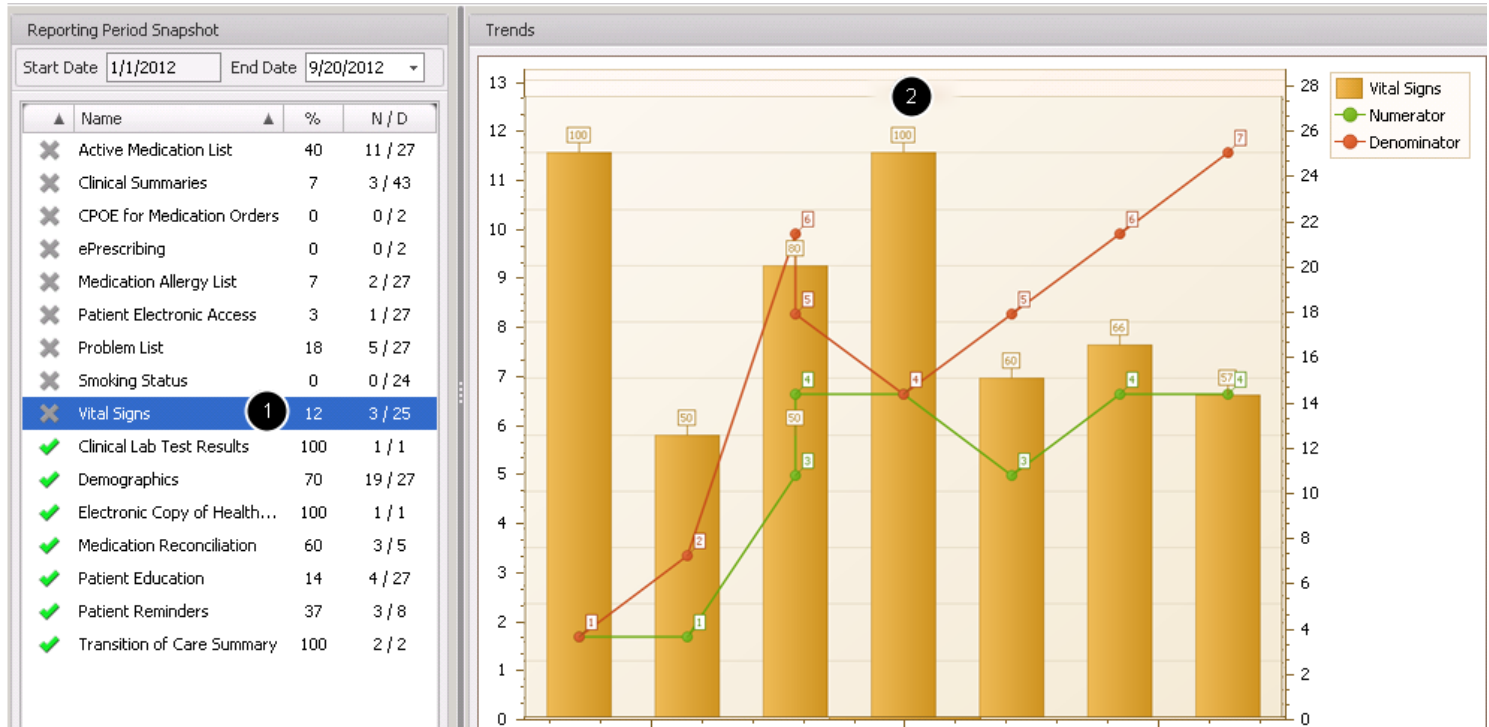 Reporting Period Snapshot
Start Date 1/1/2012 End Date 9/20/2012
Name % N / D
Active Medication List 40 11 / 27
Clinical Summaries 7 3 / 43
CPOE for Medication Orders 0 0 / 2
ePrescribing 0 0 / 2
Medication Allergy List 7 2 / 27
Patient Electronic Access 3 1 / 27
Problem List 18 5 / 27
Smoking Status 0 0 / 24
Vital Signs 1 12 3 / 25
Clinical Lab Test Results 100 1 / 1
Demographics 70 19 / 27
Electronic Copy of Health... 100 1 / 1
Medication Reconciliation 60 3 / 5
Patient Education 14 4 / 27
Patient Reminders 37 3 / 8
Transition of Care Summary 100 2 / 2
Trends
2
13
12
11
10
9
8
7
6
5
4
3
2
1
0
100
50
80
50
100
60
66
57
1
2
6
5
4
5
6
7
1
3
4
3
4
4
28
26
24
22
20
18
16
14
12
10
8
6
4
2
0
Vital Signs
Numerator
Denominator